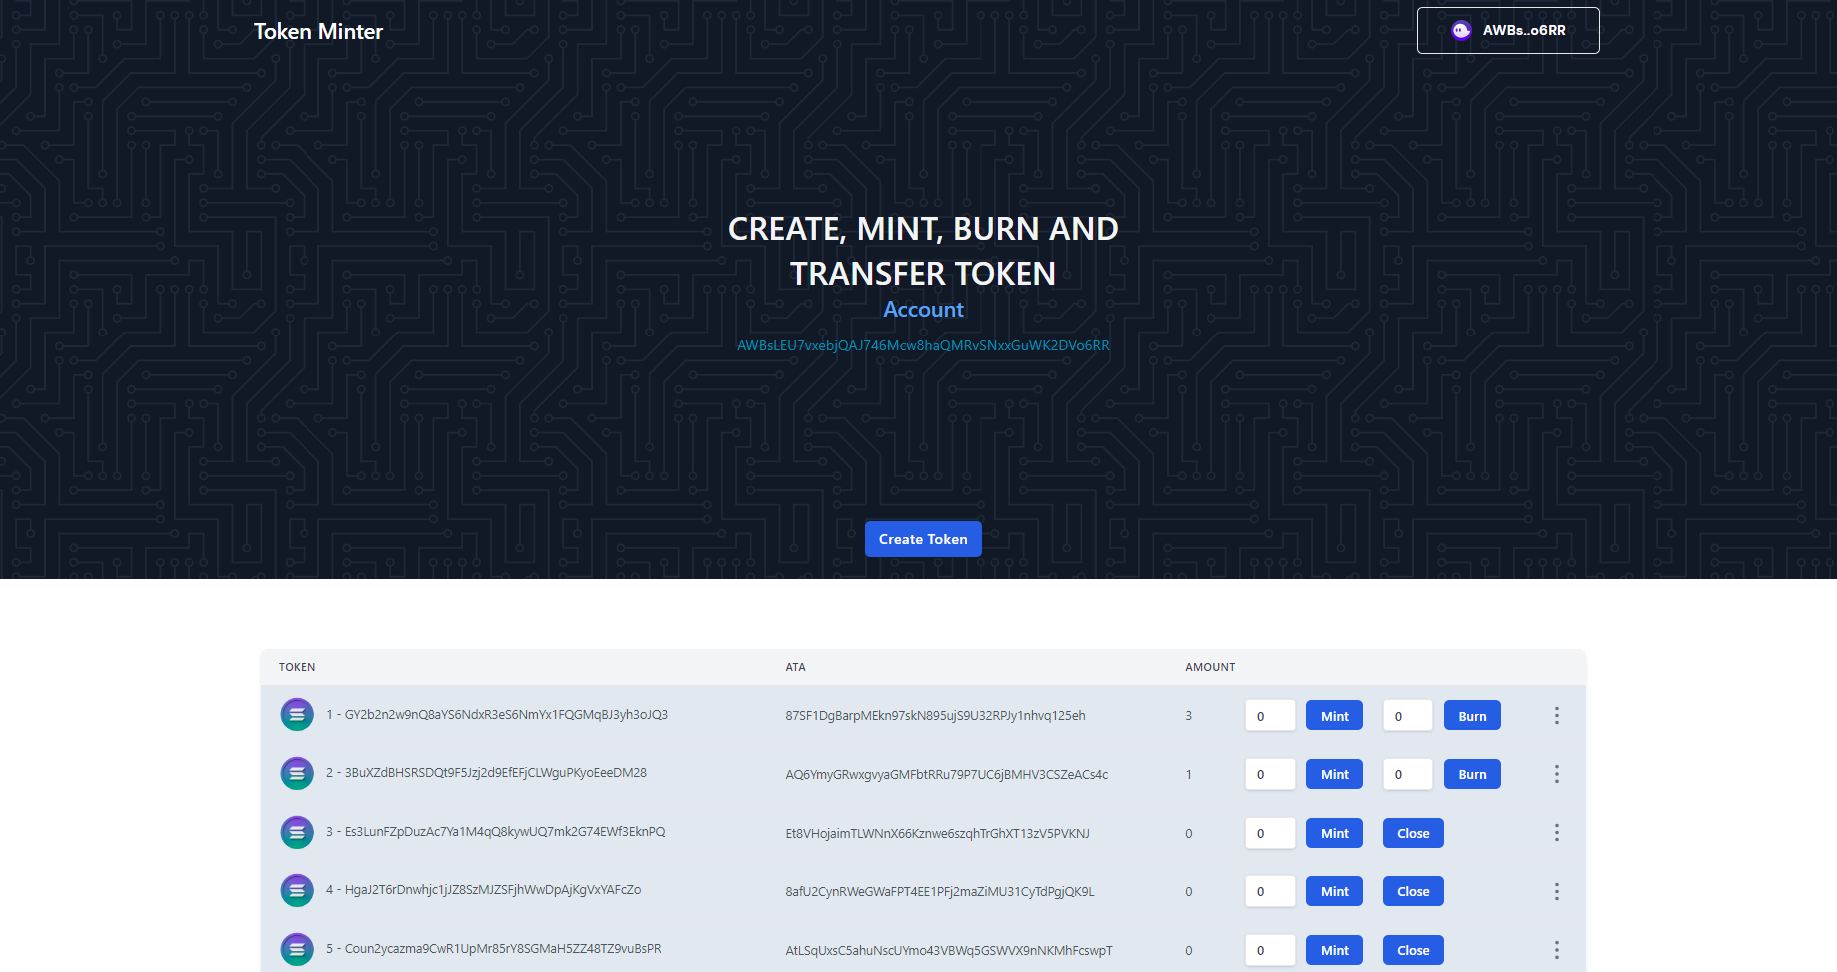 Token Minter
AWBs..o6RR
CREATE, MINT, BURN AND
TRANSFER TOKEN
Account
AWBsLEU7vxebjQAJ746Mcw8haQMRvSNxxGuWK2DVo6RR
Create Token
TOKEN ATA AMOUNT
1 - GY2b2n2w9nQ8aYS6NdxR3eS6NmYx1FQGMqBJ3yh3oJQ3 87SF1DgBarpMEkn97skN895ujS9U32RPJy1nhvq125eh 3 0 Mint 0 Burn
2 - 3BuXZdBHSRSDQt9F5Jzj2d9EfEFjCLWguPKyoEeeDM28 AQ6YmyGRwxgvyaGMFbtRRu79P7UC6jBMHV3CSZeACs4c 1 0 Mint 0 Burn
3 - Es3LunFZpDuzAc7Ya1M4qQ8kywUQ7mk2G74EWf3EknPQ Et8VHojaimTLWNnX66Kznwe6szqhTrGhXT13zV5PVKNJ 0 0 Mint Close
4 - HgaJ2T6rDnwhjc1jJZ8SzMJZSFjhWwDpAjKgVxYAFcZo 8afU2CynRWeGWaFPT4EE1PFj2maZiMU31CyTdPgjQK9L 0 0 Mint Close
5 - Coun2ycazma9CwR1UpMr85rY8SGMaH5ZZ48TZ9vuBsPR AtLSqUxsC5ahuNscUYmo43VBWq5GSWVX9nNKMhFcswpT 0 0 Mint Close